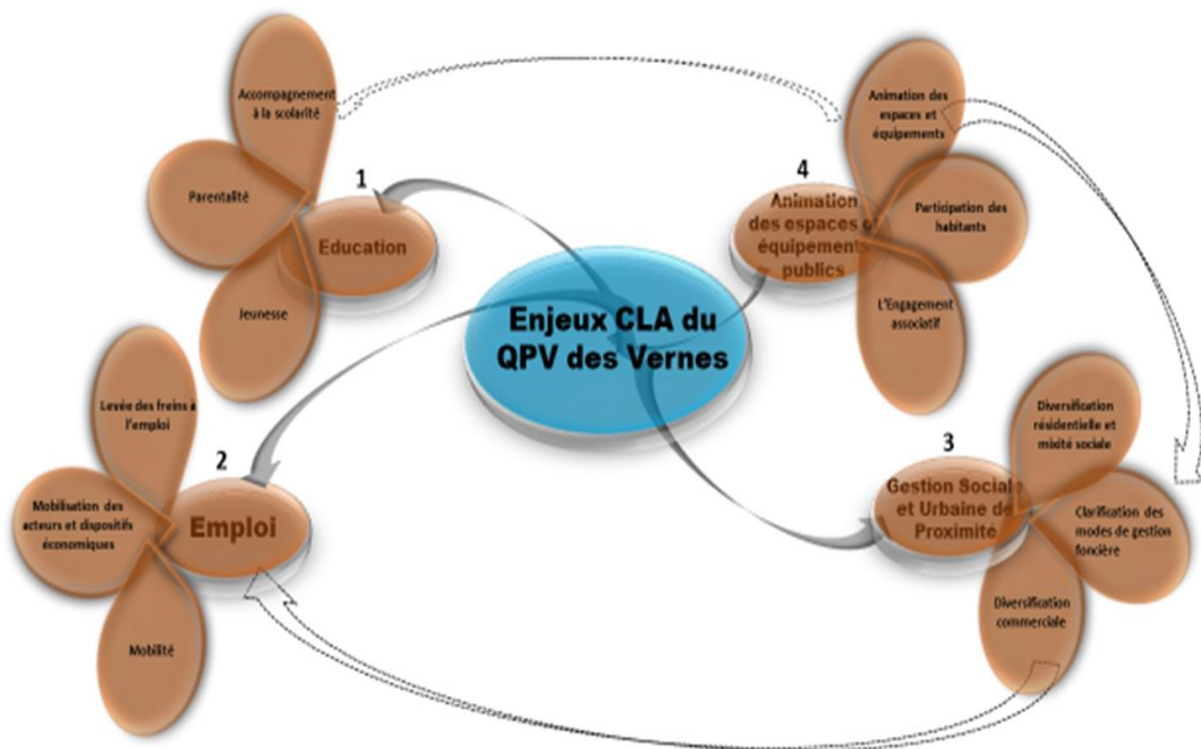 Accompagnement
à la scolarité
Parentalité
Jeunesse
1
Education
Enjeux CLA du
QPV des Vernes
4
Animation
des espaces
équipements
publics
Animation des
espaces et
équipements
Participation des
habitants
L'Engagement
associatif
2
Emploi
Levée des freins à
l'emploi
Mobilisation des
acteurs et dispositifs
économiques
Mobilité
3
Gestion Sociale
et Urbaine de
Proximité
Diversification
résidentielle et
mixité sociale
Clarification des
modes de gestion
foncière
Diversification
commerciale